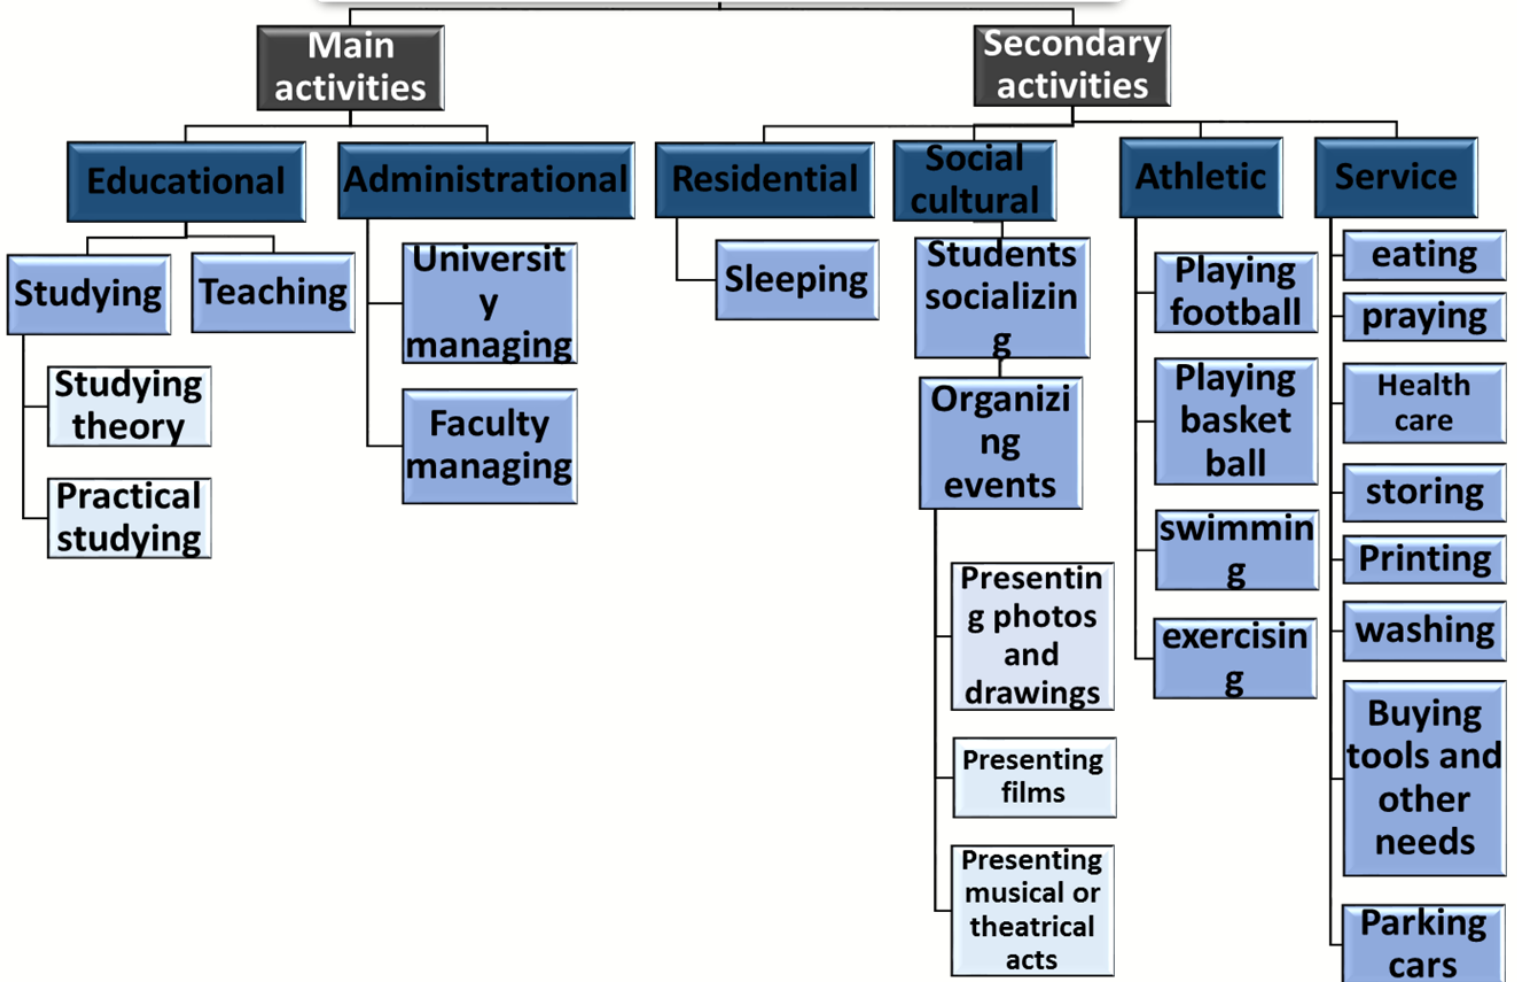 Main
activities
Secondary
activities
Educational
Administrational
Residential
Social
cultural
Athletic
Service
Studying
Teaching
Studying
theory
Practical
studying
Universit
y
managing
Faculty
managing
Sleeping
Students
socializin
g
Organizi
ng
events
Presentin
g photos
and
drawings
Presenting
films
Presenting
musical or
theatrical
acts
Playing
football
Playing
basket
ball
swimmin
g
exercisin
g
eating
praying
Health
care
storing
Printing
washing
Buying
tools and
other
needs
Parking
cars